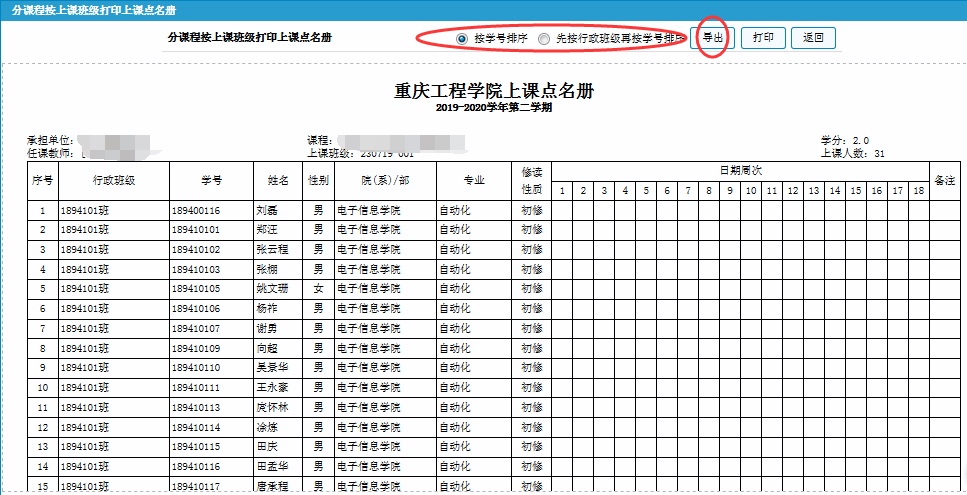 分课程按上课班级打印上课点名册
分课程按上课班级打印上课点名册 按学号排序 先按行政班级再按学号排序 导出 打印 返回
重庆工程学院上课点名册
2019-2020学年第二学期
承担单位: 课程: 学分: 2.0
任课教师: 上课班级: 230719-001 上课人数: 31
序号 行政班级 学号 姓名 性别 院(系)/部 专业 修读性质 日期周次 备注
1 2 3 4 5 6 7 8 9 10 11 12 13 14 15 16 17 18
1 1894101班 189400116 刘磊 男 电子信息学院 自动化 初修
2 1894101班 189410101 郑汪 男 电子信息学院 自动化 初修
3 1894101班 189410102 张云程 男 电子信息学院 自动化 初修
4 1894101班 189410103 张棚 男 电子信息学院 自动化 初修
5 1894101班 189410105 姚文珊 女 电子信息学院 自动化 初修
6 1894101班 189410106 杨祚 男 电子信息学院 自动化 初修
7 1894101班 189410107 谢勇 男 电子信息学院 自动化 初修
8 1894101班 189410109 向超 男 电子信息学院 自动化 初修
9 1894101班 189410110 吴景华 男 电子信息学院 自动化 初修
10 1894101班 189410111 王永豪 男 电子信息学院 自动化 初修
11 1894101班 189410113 庹怀林 男 电子信息学院 自动化 初修
12 1894101班 189410114 涂炼 男 电子信息学院 自动化 初修
13 1894101班 189410115 田庆 男 电子信息学院 自动化 初修
14 1894101班 189410116 田孟华 男 电子信息学院 自动化 初修
15 1894101班 189410117 唐承程 男 电子信息学院 自动化 初修